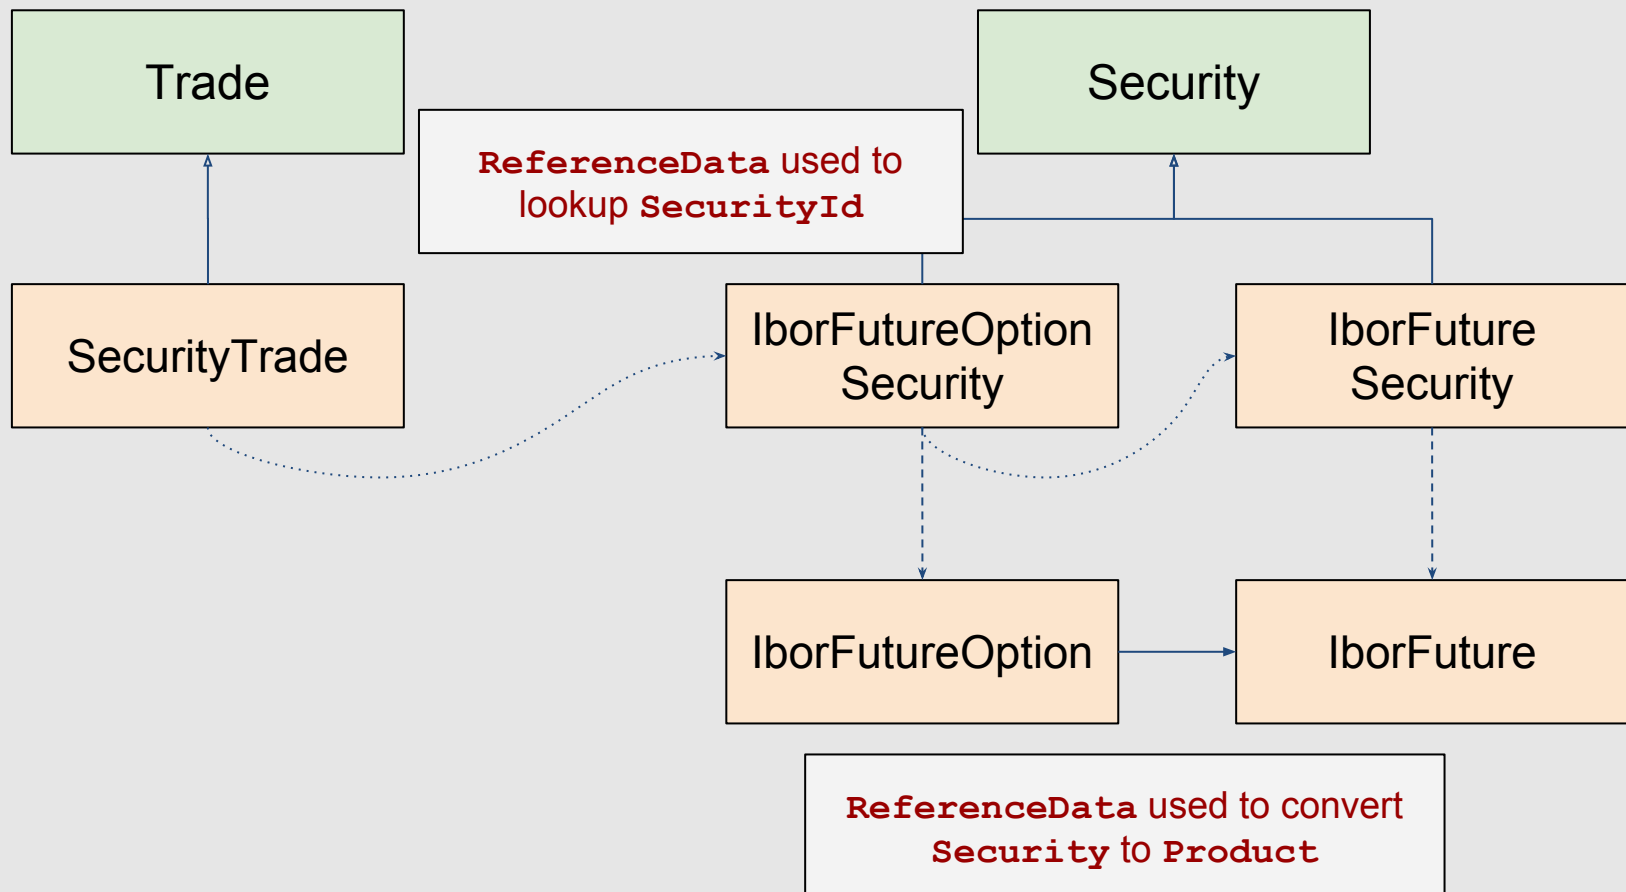 Trade
Security
ReferenceData used to
lookup SecurityId
SecurityTrade
IborFutureOption
Security
IborFuture
Security
IborFutureOption
IborFuture
ReferenceData used to convert
Security to Product